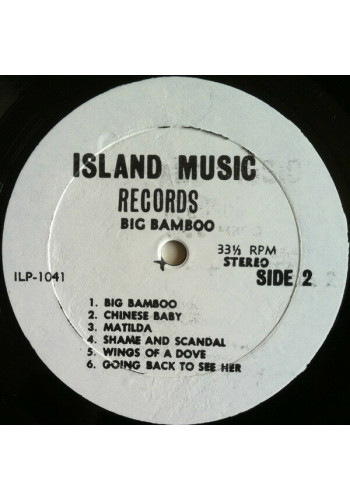 ISLAND MUSIC
RECORDS
BIG BAMBOO
ILP-1041
33⅓ RPM
STEREO
SIDE 2
1. BIG BAMBOO
2. CHINESE BABY
3. MATILDA
4. SHAME AND SCANDAL
5. WINGS OF A DOVE
6. GOING BACK TO SEE HER